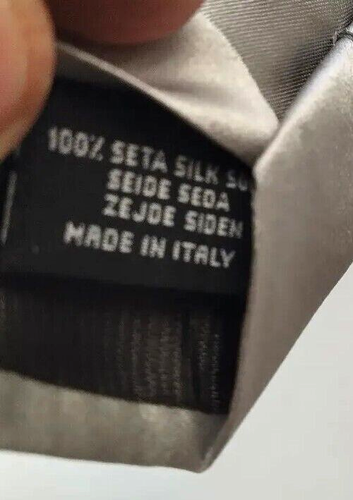 100% SETA SILK
SEIDE SEDA
ZEJDE SIDEN
MADE IN ITALY